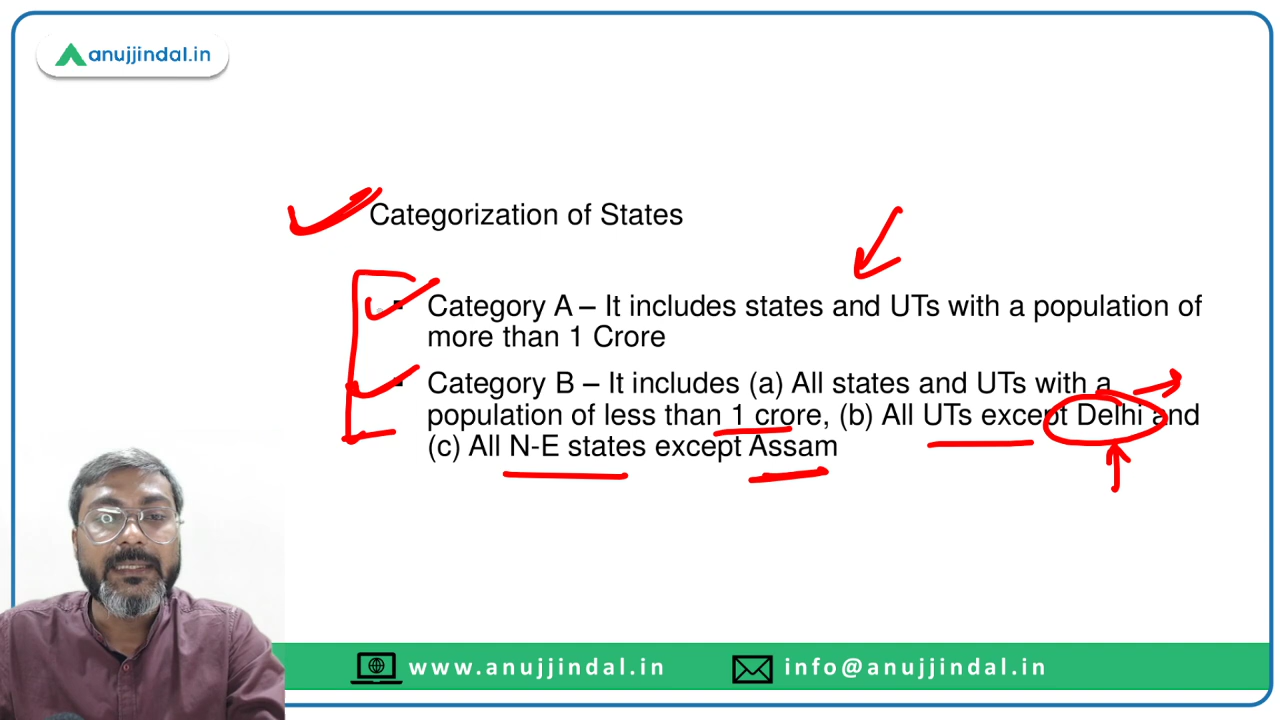 anujjindal.in
Categorization of States
Category A – It includes states and UTs with a population of
more than 1 Crore
Category B – It includes (a) All states and UTs with a
population of less than 1 crore, (b) All UTs except Delhi and
(c) All N-E states except Assam
www.anujjindal.in
info@anujjindal.in